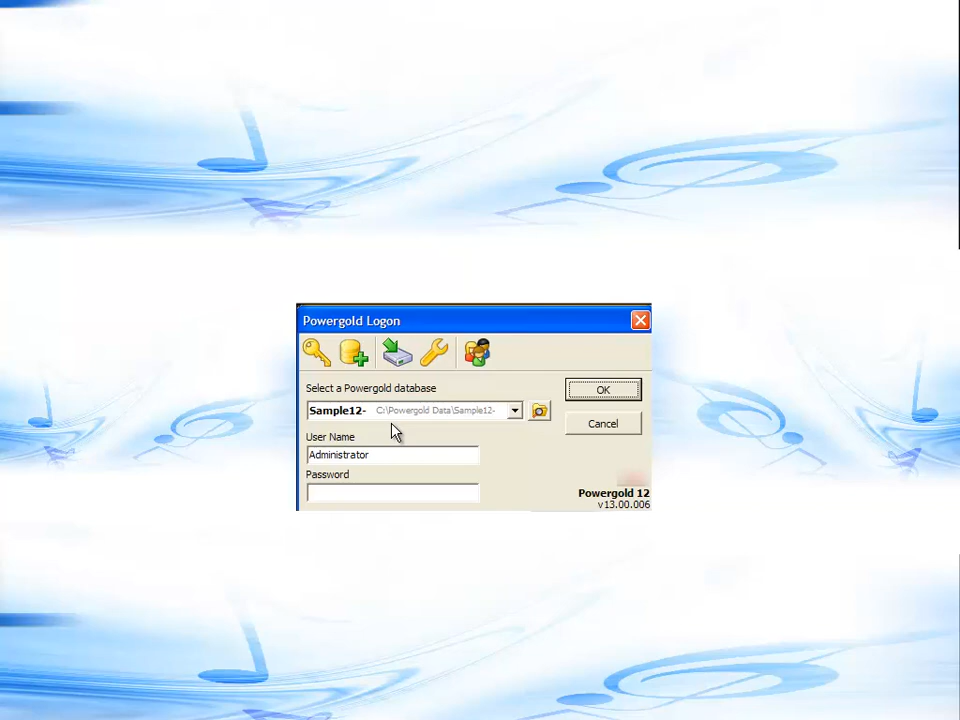 Powergold Logon
Select a Powergold database
Sample12- C:\Powergold Data\Sample12-
OK
Cancel
User Name
Administrator
Password
Powergold 12
v13.00.006